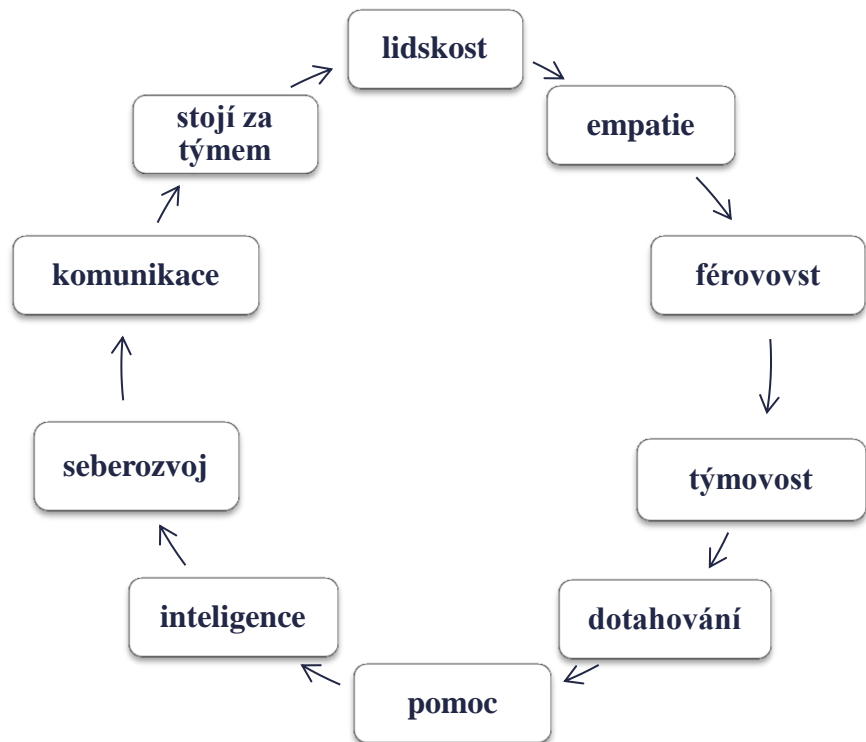 lidskost
empatie
férovovst
týmovost
dotahování
pomoc
inteligence
seberozvoj
komunikace
stojí za
týmem